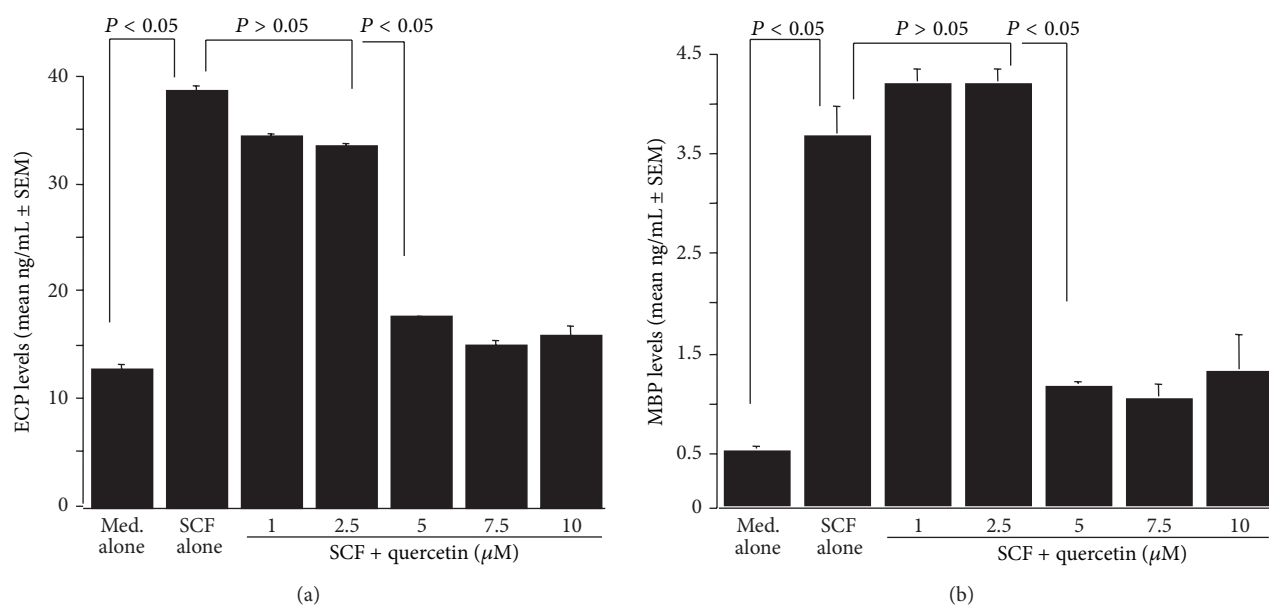 P < 0.05
P > 0.05
P < 0.05
ECP levels (mean ng/mL ± SEM)
40
30
20
10
0
Med. alone
SCF alone
1
2.5
5
7.5
10
SCF + quercetin (μM)
(a)
P < 0.05
P > 0.05
P < 0.05
MBP levels (mean ng/mL ± SEM)
4.5
3.5
2.5
1.5
0.5
0
Med. alone
SCF alone
1
2.5
5
7.5
10
SCF + quercetin (μM)
(b)